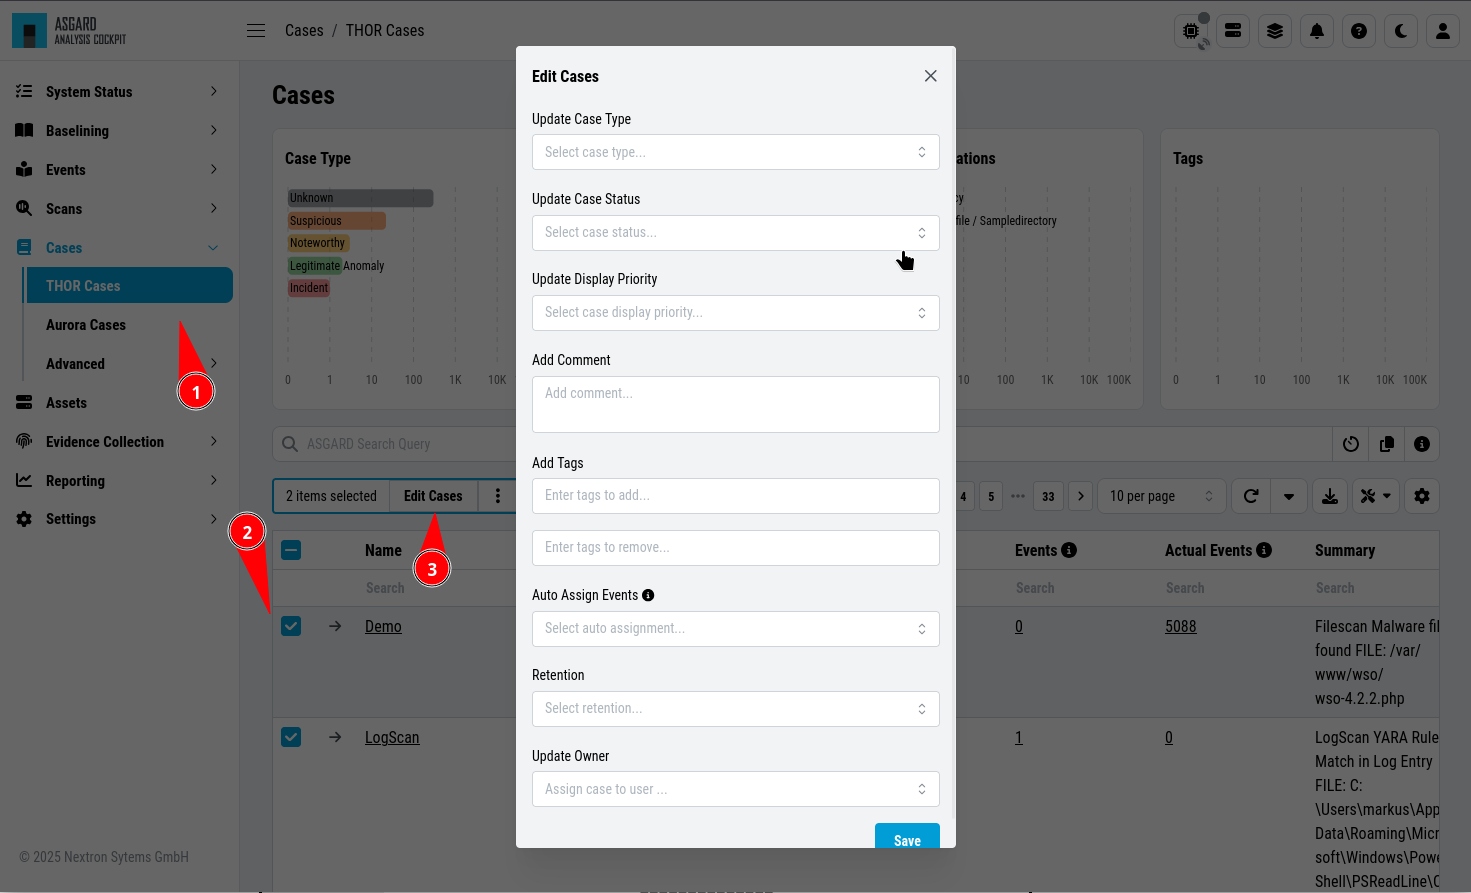 ASGARD
ANALYSIS COCKPIT
Cases / THOR Cases
System Status
Baselining
Events
Scans
Cases
THOR Cases
Aurora Cases
Advanced
Assets
Evidence Collection
Reporting
Settings
© 2025 Nextron Sytems GmbH
1
2
3
Cases
Case Type
Unknown
Suspicious
Noteworthy
Legitimate Anomaly
Incident
0 1 10 100 1K 10K
ASGARD Search Query
2 items selected
Edit Cases
Name
Search
Demo
LogScan
Edit Cases
Update Case Type
Select case type...
Update Case Status
Select case status...
Update Display Priority
Select case display priority...
Add Comment
Add comment...
Add Tags
Enter tags to add...
Enter tags to remove...
Auto Assign Events
Select auto assignment...
Retention
Select retention...
Update Owner
Assign case to user ...
Save
ations
cy
file / Sampledirectory
10 100 1K 10K 100K
Tags
0 1 10 100 1K 10K 100K
4 5 ••• 33
10 per page
Events
Actual Events
Summary
Search
Search
Search
0
5088
Filescan Malware fil
found FILE: /var/
www/wso/
wso-4.2.2.php
1
0
LogScan YARA Rule
Match in Log Entry
FILE: C:
\Users\markus\App
Data\Roaming\Micr
soft\Windows\Powe
Shell\PSReadLine\C